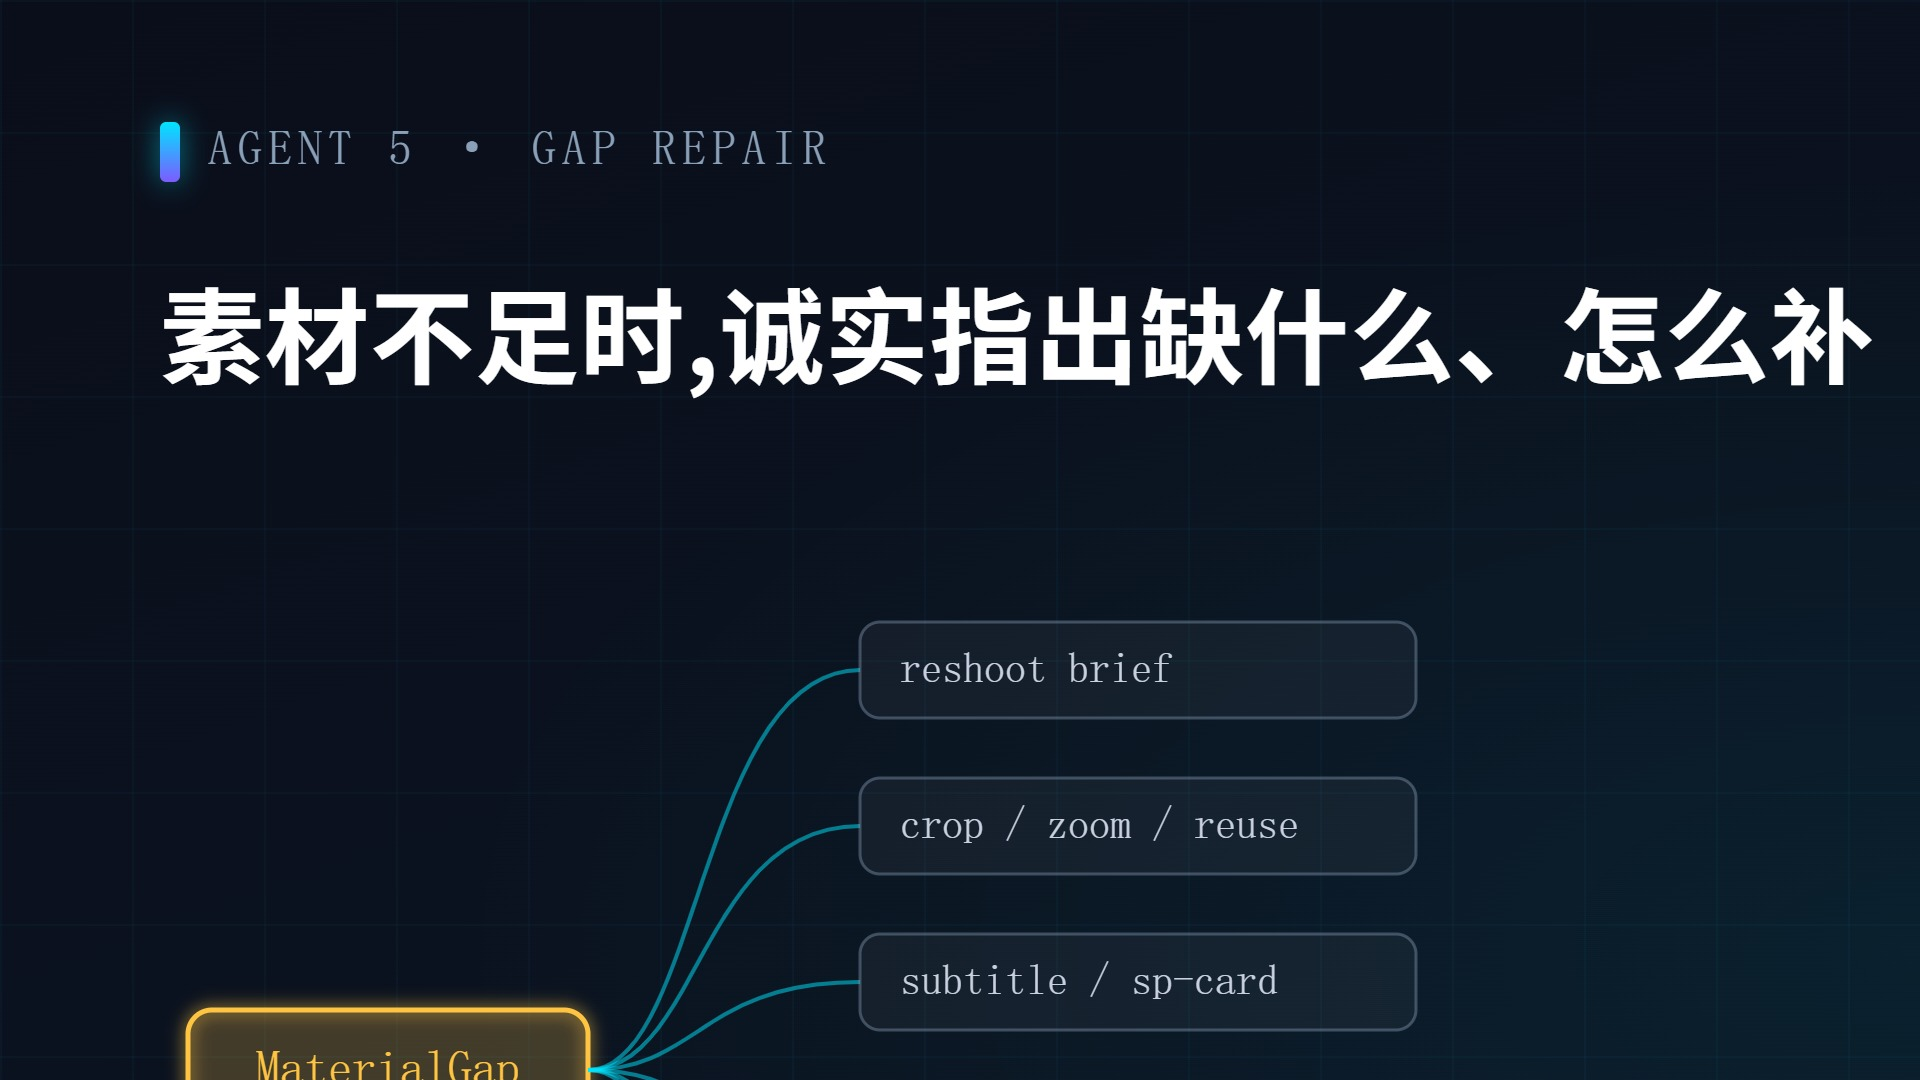 AGENT 5 • GAP REPAIR
素材不足时,诚实指出缺什么、怎么补
reshoot brief
crop / zoom / reuse
subtitle / sp-card
MaterialGap